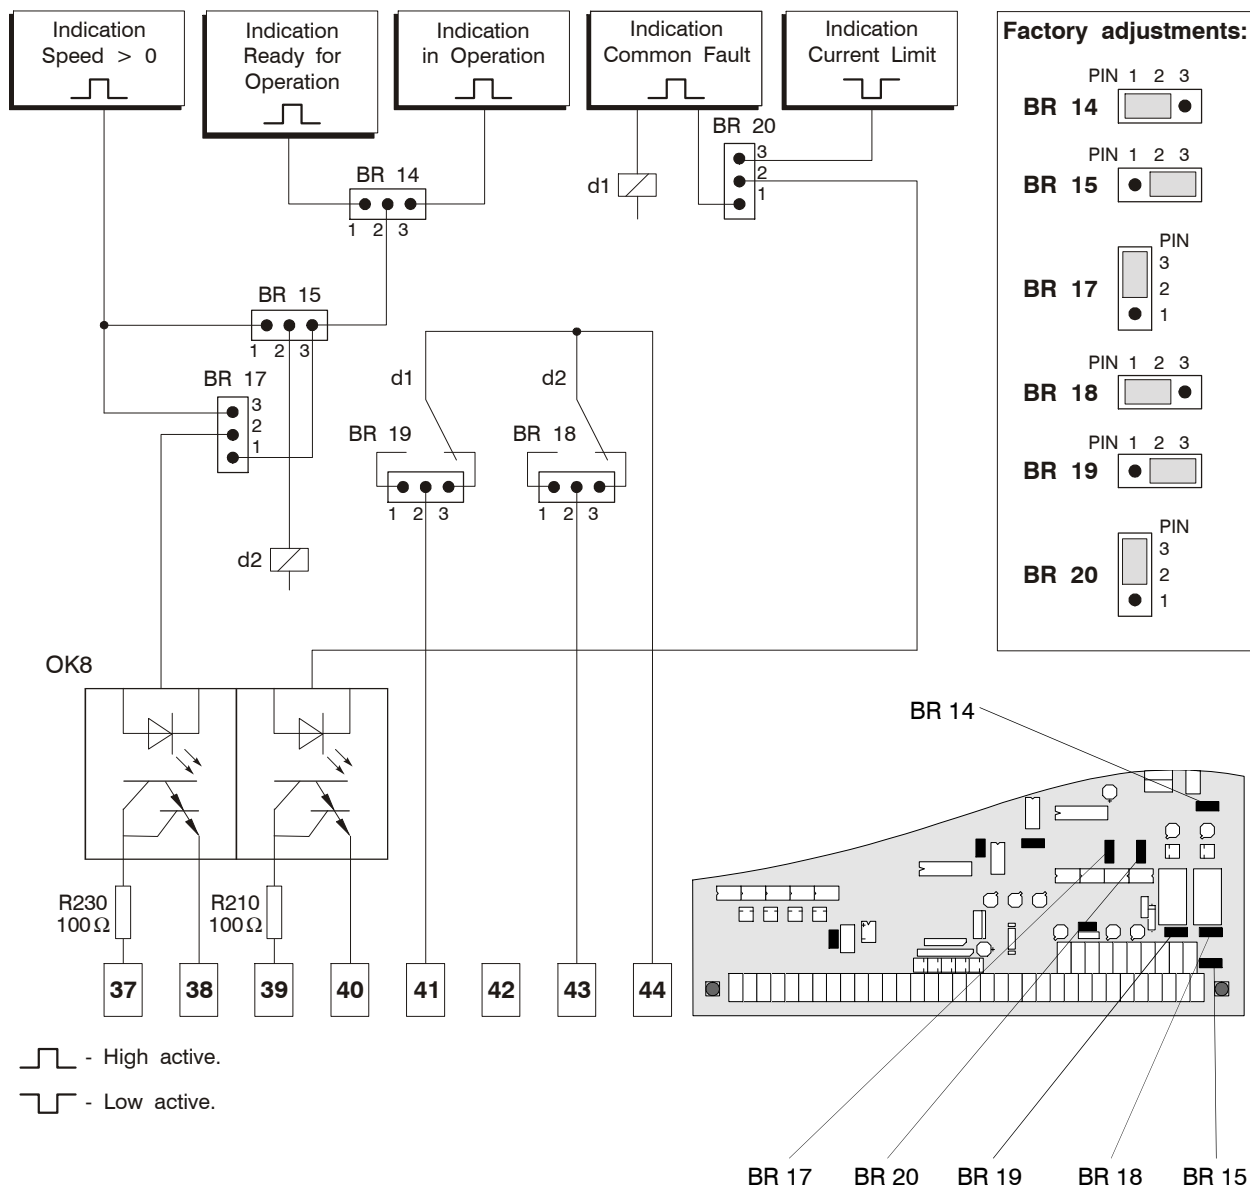 Indication
Speed > 0
Indication
Ready for
Operation
Indication
in Operation
Indication
Common Fault
Indication
Current Limit
BR 20
3
2
1
d1
BR 14
1 2 3
BR 15
1 2 3
BR 17
3
2
1
d1
d2
BR 19
1 2 3
BR 18
1 2 3
d2
OK8
R230
100 Ω
R210
100 Ω
37
38
39
40
41
42
43
44
- High active.
- Low active.
Factory adjustments:
PIN 1 2 3
BR 14
PIN 1 2 3
BR 15
PIN
3
BR 17
2
1
PIN 1 2 3
BR 18
PIN 1 2 3
BR 19
PIN
3
BR 20
2
1
BR 14
BR 17
BR 20
BR 19
BR 18
BR 15